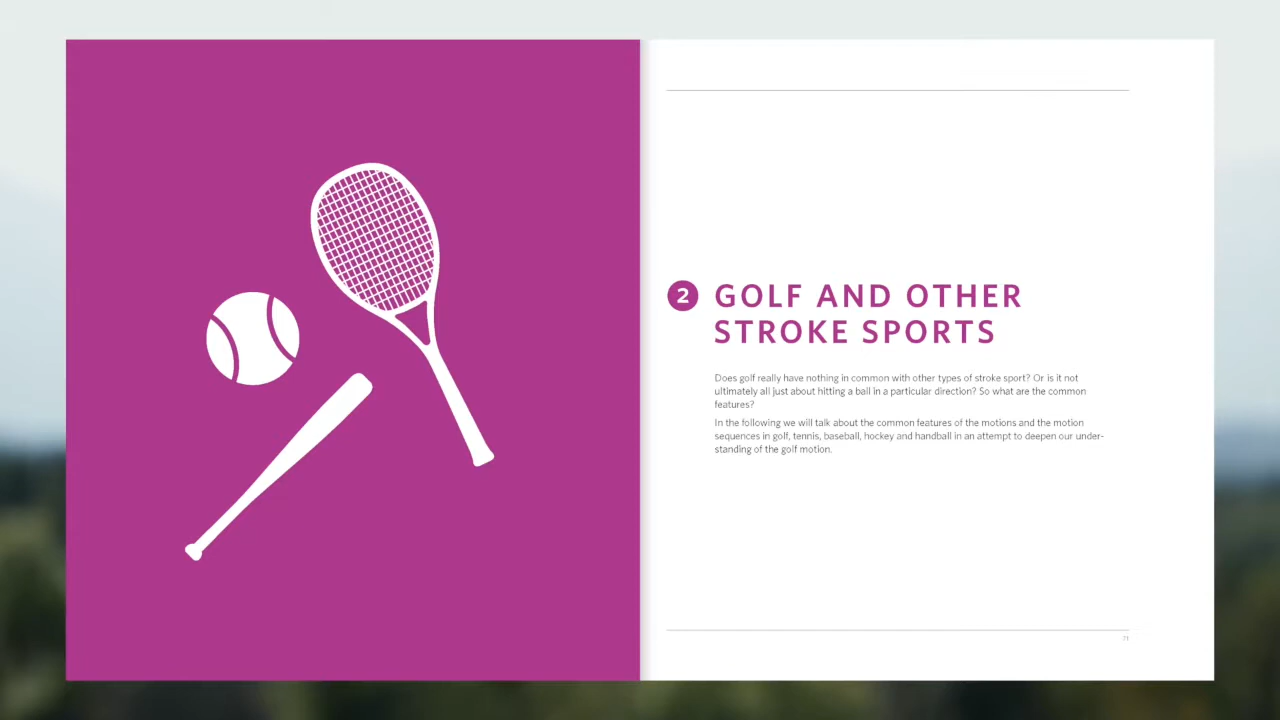 2 GOLF AND OTHER
STROKE SPORTS
Does golf really have nothing in common with other types of stroke sport? Or is it not
ultimately all just about hitting a ball in a particular direction? So what are the common
features?
In the following we will talk about the common features of the motions and the motion
sequences in golf, tennis, baseball, hockey and handball in an attempt to deepen our under-
standing of the golf motion.
71